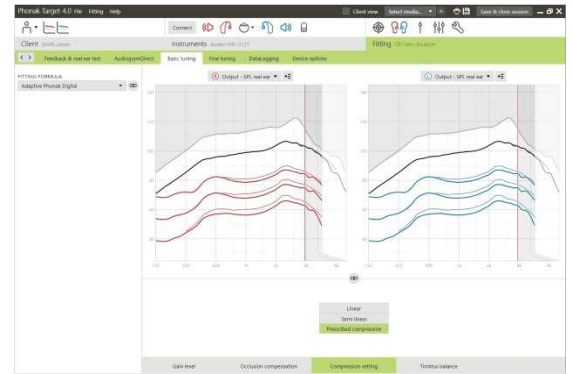 Phonak Target 4.0 File Fitting Help
Client view Select media... Save & close session
Connect
Client Instruments Fitting
Feedback & real ear test AudiogramDirect Basic tuning Fine tuning DataLogging Device options
FITTING FORMULA
Adaptive Phonak Digital
R Output - SPL real ear
L Output - SPL real ear
Linear
Semi linear
Prescribed compression
Gain level Occlusion compensation Compression setting Tinnitus balance